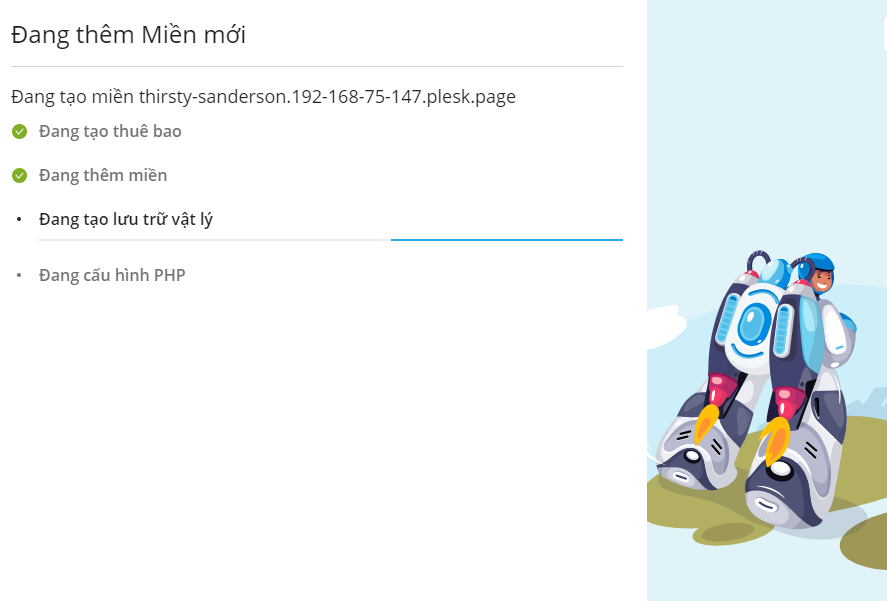 Đang thêm Miền mới
Đang tạo miền thirsty-sanderson.192-168-75-147.plesk.page
Đang tạo thuê bao
Đang thêm miền
Đang tạo lưu trữ vật lý
Đang cấu hình PHP